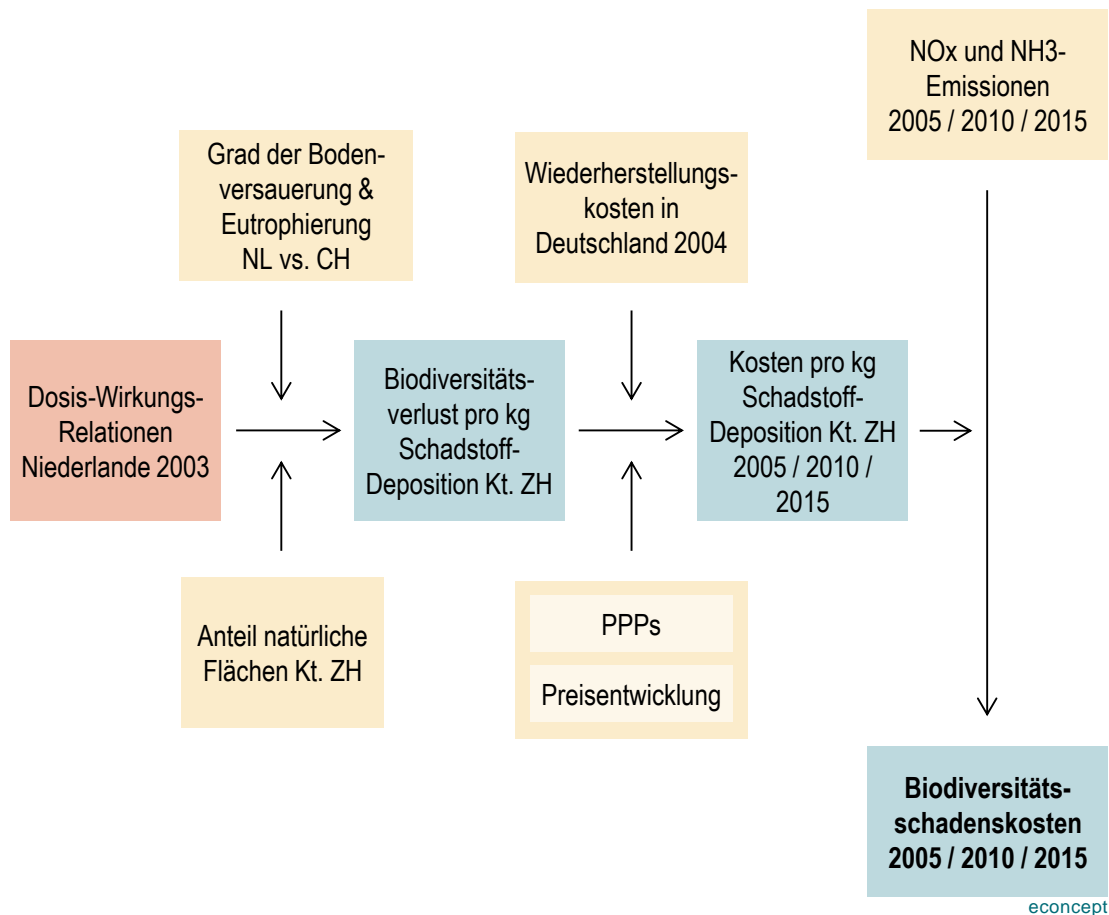 NOx und NH3-
Emissionen
2005 / 2010 / 2015
Grad der Boden-
versauerung &
Eutrophierung
NL vs. CH
Wiederherstellungs-
kosten in
Deutschland 2004
Dosis-Wirkungs-
Relationen
Niederlande 2003
Biodiversitäts-
verlust pro kg
Schadstoff-
Deposition Kt. ZH
Kosten pro kg
Schadstoff-
Deposition Kt. ZH
2005 / 2010 /
2015
Anteil natürliche
Flächen Kt. ZH
PPPs
Preisentwicklung
Biodiversitäts-
schadenskosten
2005 / 2010 / 2015
econcept